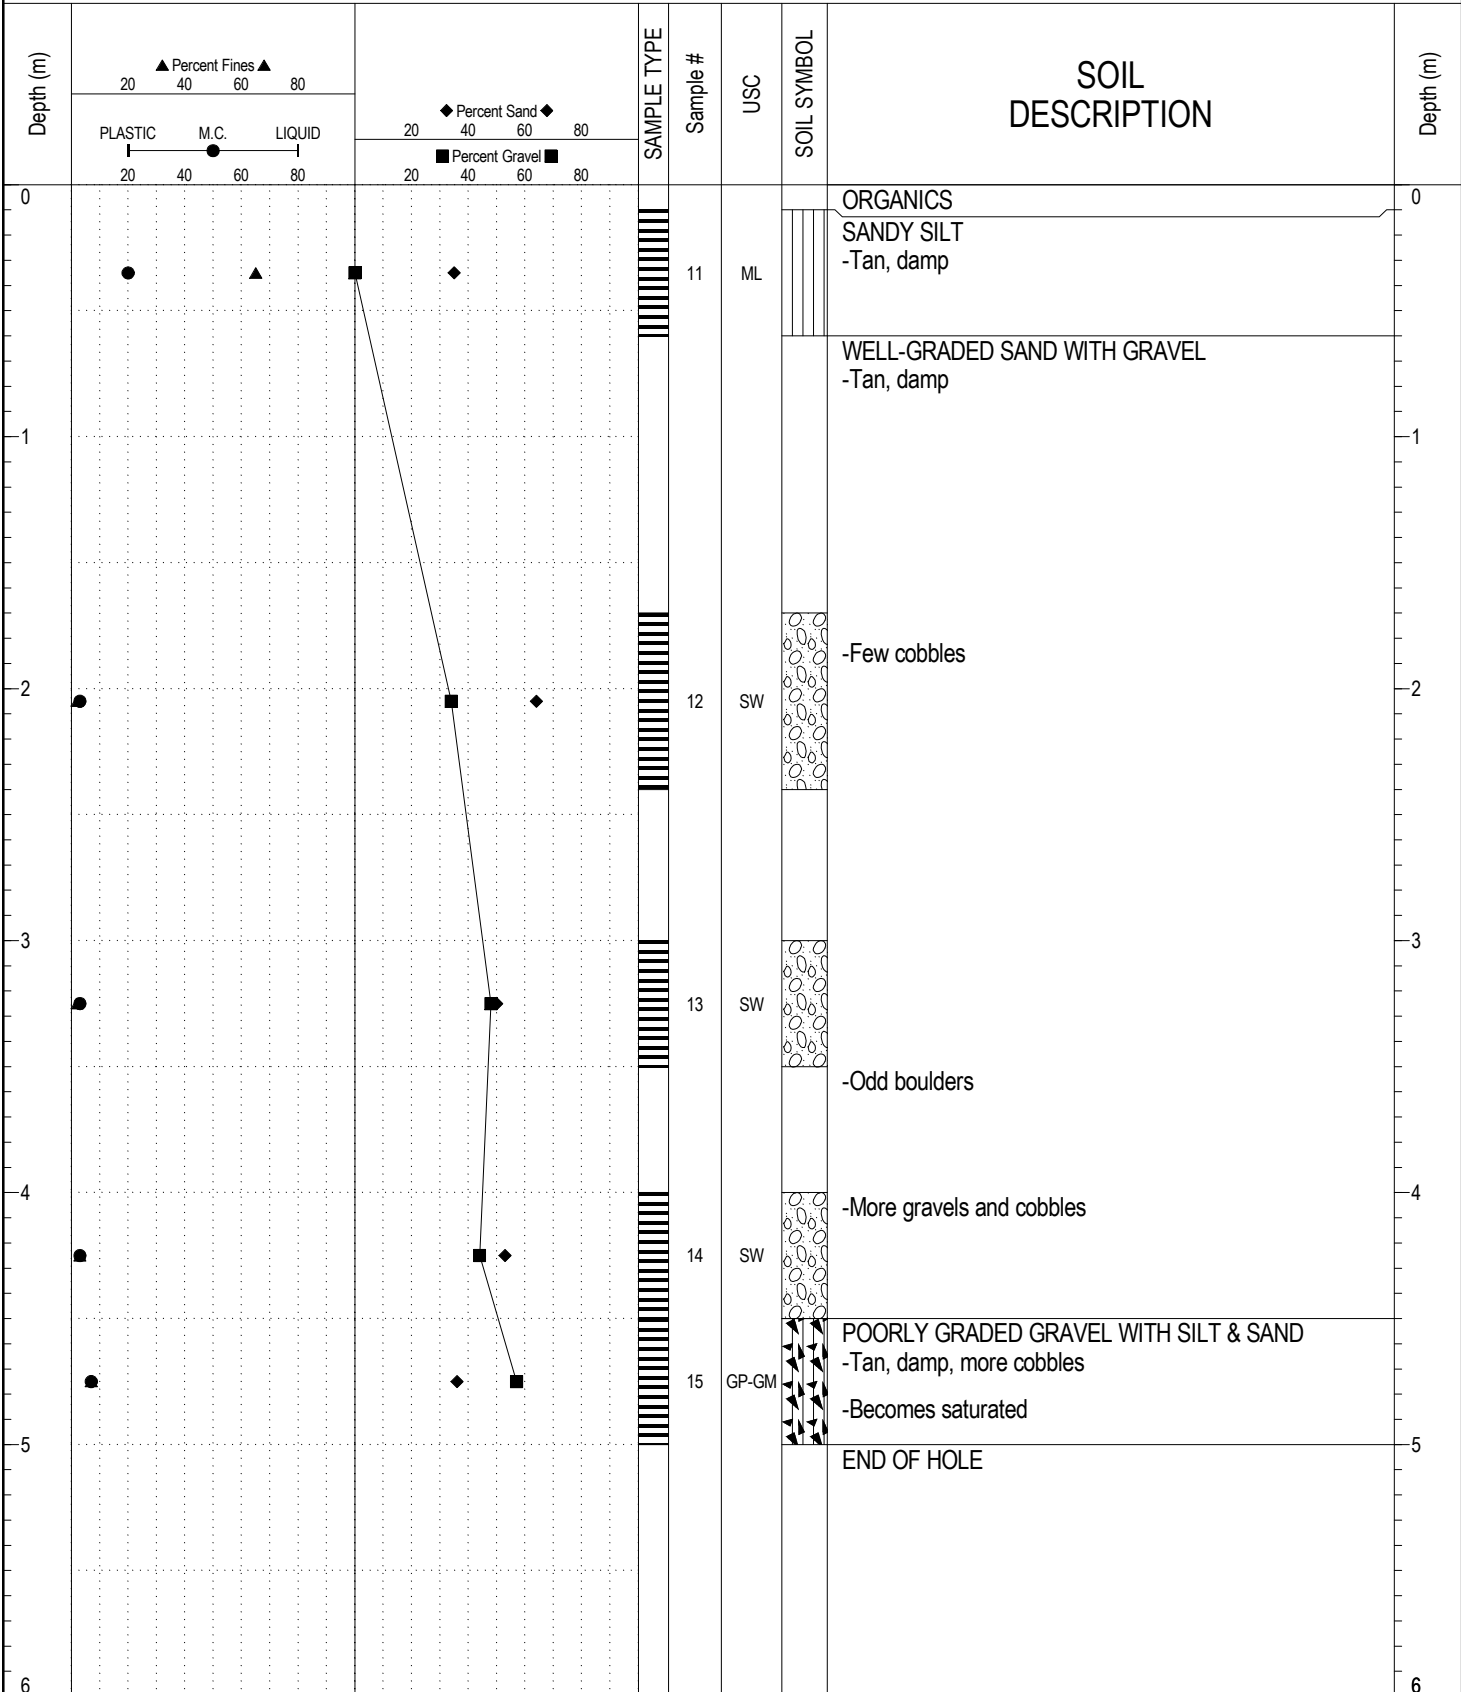 Depth (m)
▲ Percent Fines ▲
20 40 60 80
PLASTIC M.C. LIQUID
20 40 60 80
◆ Percent Sand ◆
20 40 60 80
■ Percent Gravel ■
20 40 60 80
SAMPLE TYPE
Sample #
USC
SOIL SYMBOL
SOIL
DESCRIPTION
Depth (m)
0 ORGANICS 0
SANDY SILT
-Tan, damp
11 ML
WELL-GRADED SAND WITH GRAVEL
-Tan, damp
1 1
-Few cobbles
2 2
12 SW
3 3
13 SW
-Odd boulders
4 4
-More gravels and cobbles
14 SW
POORLY GRADED GRAVEL WITH SILT & SAND
-Tan, damp, more cobbles
15 GP-GM
-Becomes saturated
5 5
END OF HOLE
6 6